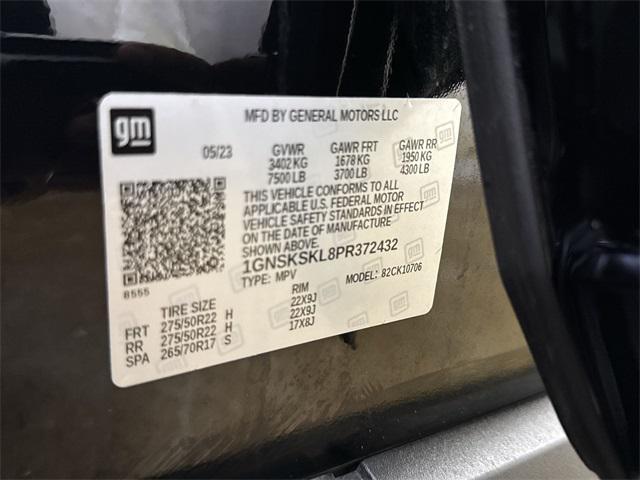 gm
MFD BY GENERAL MOTORS LLC
05/23 GVWR GAWR FRT GAWR RR
3402 KG 1678 KG 1950 KG
7500 LB 3700 LB 4300 LB
THIS VEHICLE CONFORMS TO ALL
APPLICABLE U.S. FEDERAL MOTOR
VEHICLE SAFETY STANDARDS IN EFFECT
ON THE DATE OF MANUFACTURE
SHOWN ABOVE.
1GNSKSKL8PR372432
TYPE: MPV MODEL: 82CK10706
8555
TIRE SIZE RIM
FRT 275/50R22 H 22X9J
RR 275/50R22 H 22X9J
SPA 265/70R17 S 17X8J